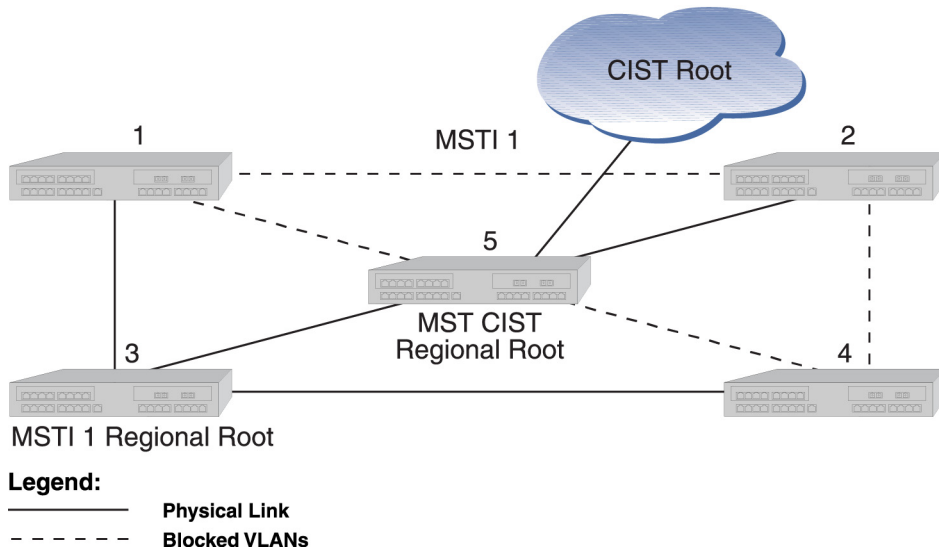 CIST Root
1
MSTI 1
2
5
MST CIST
Regional Root
3
4
MSTI 1 Regional Root
Legend:
Physical Link
Blocked VLANs